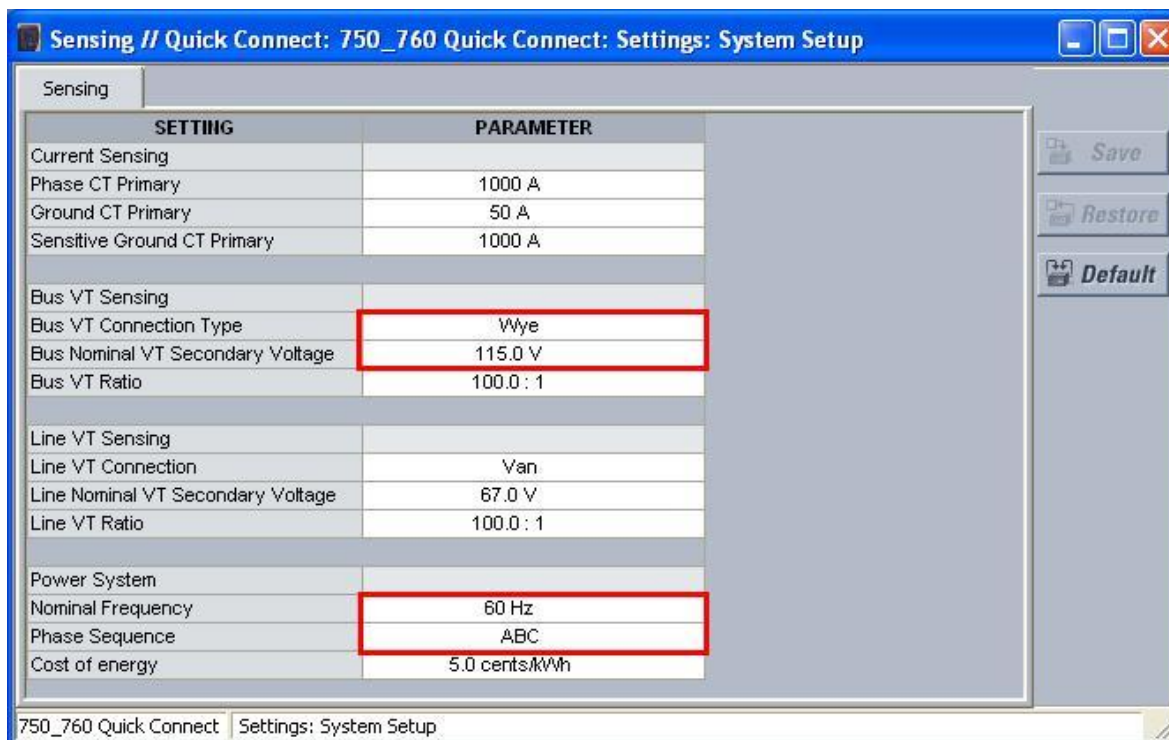 Sensing // Quick Connect: 750_760 Quick Connect: Settings: System Setup
Sensing
SETTING PARAMETER
Current Sensing
Phase CT Primary 1000 A
Ground CT Primary 50 A
Sensitive Ground CT Primary 1000 A
Bus VT Sensing
Bus VT Connection Type Wye
Bus Nominal VT Secondary Voltage 115.0 V
Bus VT Ratio 100.0 : 1
Line VT Sensing
Line VT Connection Van
Line Nominal VT Secondary Voltage 67.0 V
Line VT Ratio 100.0 : 1
Power System
Nominal Frequency 60 Hz
Phase Sequence ABC
Cost of energy 5.0 cents/kWh
Save
Restore
Default
750_760 Quick Connect Settings: System Setup